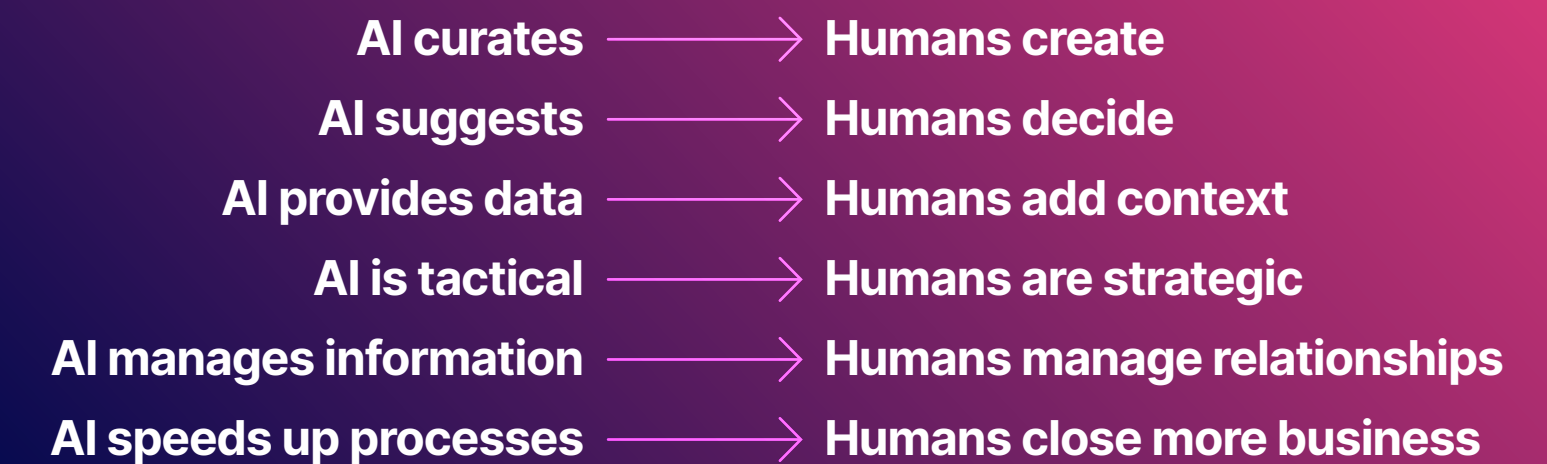 AI curates → Humans create
AI suggests → Humans decide
AI provides data → Humans add context
AI is tactical → Humans are strategic
AI manages information → Humans manage relationships
AI speeds up processes → Humans close more business